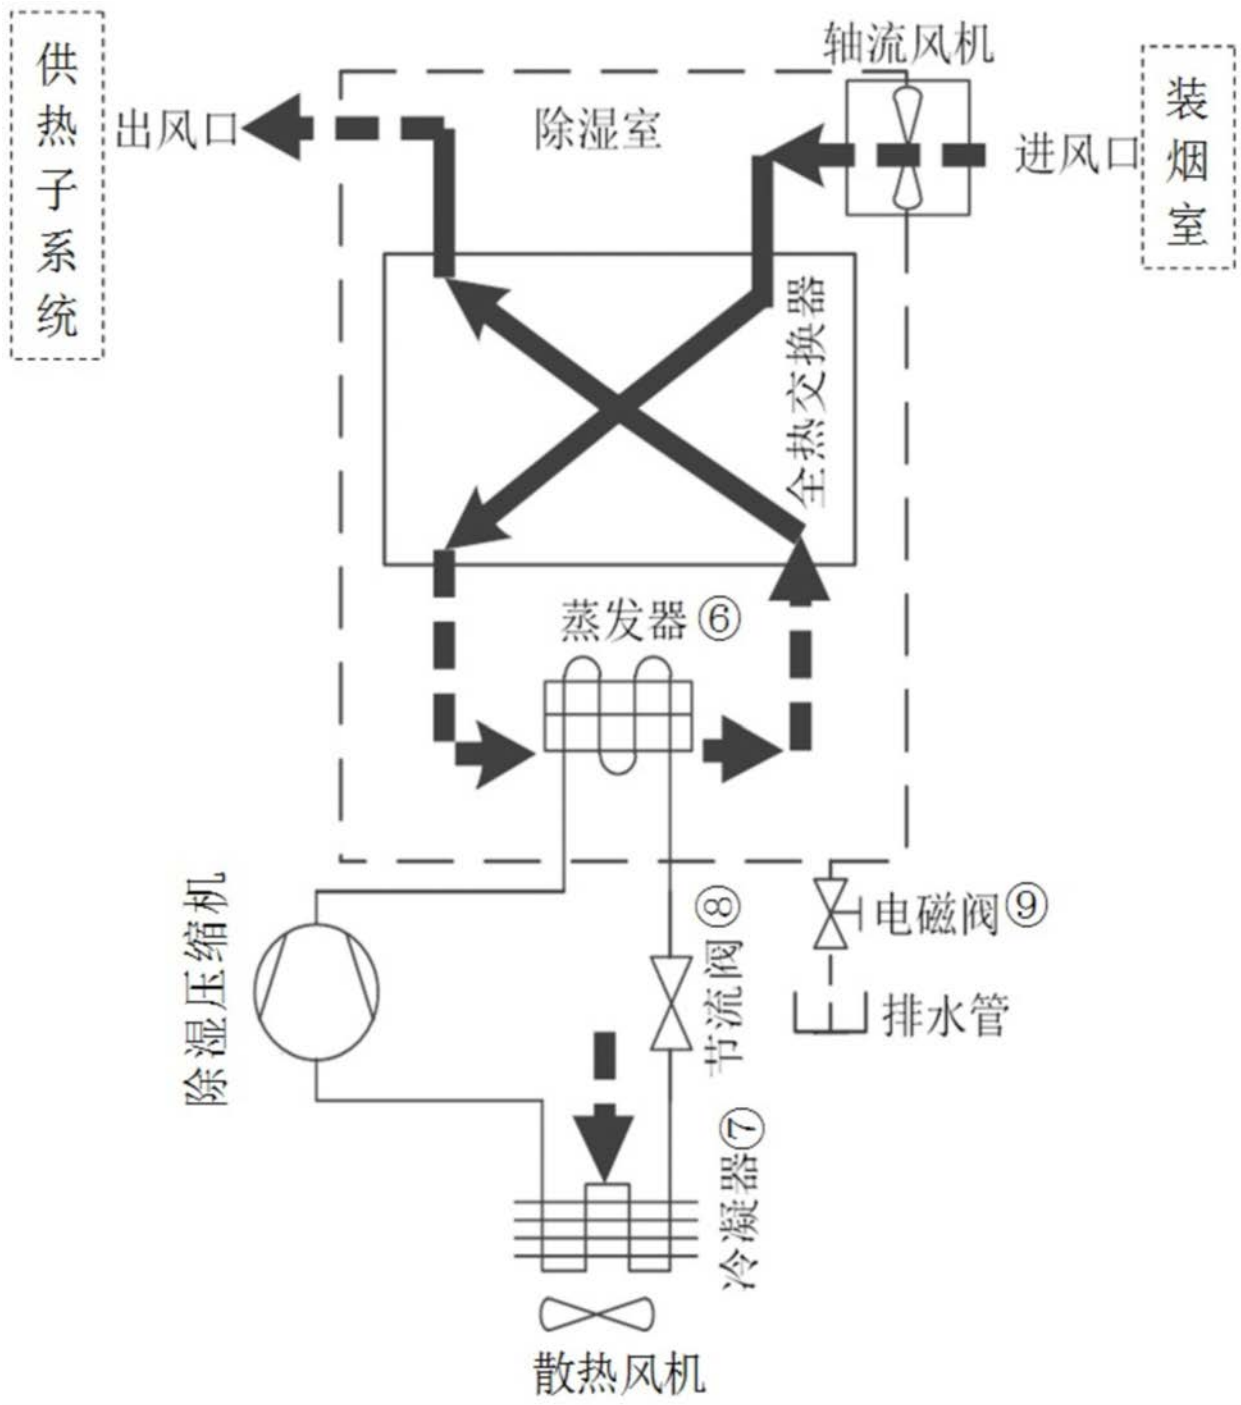 供热子系统
出风口
除湿室
轴流风机
进风口
装烟室
全热交换器
蒸发器⑥
除湿压缩机
节流阀⑧
电磁阀⑨
排水管
冷凝器⑦
散热风机